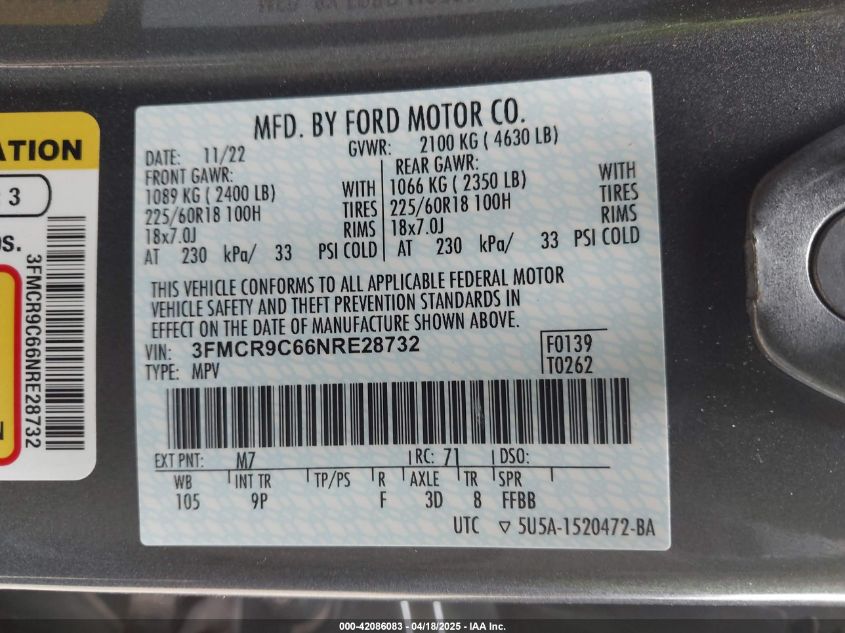 ATION
: 3
OS.
3FMCR9C66NRE28732
N
MFD. BY FORD MOTOR CO.
DATE: 11/22 GVWR: 2100 KG ( 4630 LB)
FRONT GAWR: REAR GAWR:
1089 KG ( 2400 LB) WITH 1066 KG ( 2350 LB) WITH
225/60R18 100H TIRES 225/60R18 100H TIRES
18x7.0J RIMS 18x7.0J RIMS
AT 230 kPa/ 33 PSI COLD AT 230 kPa/ 33 PSI COLD
THIS VEHICLE CONFORMS TO ALL APPLICABLE FEDERAL MOTOR
VEHICLE SAFETY AND THEFT PREVENTION STANDARDS IN
EFFECT ON THE DATE OF MANUFACTURE SHOWN ABOVE.
VIN: 3FMCR9C66NRE28732 F0139
TYPE: MPV T0262
EXT PNT: M7 RC: 71 DSO:
WB INT TR TP/PS R AXLE TR SPR
105 9P F 3D 8 FFBB
UTC ▽ 5U5A-1520472-BA
000-42086083 / 04/18/2025 - IAA Inc.